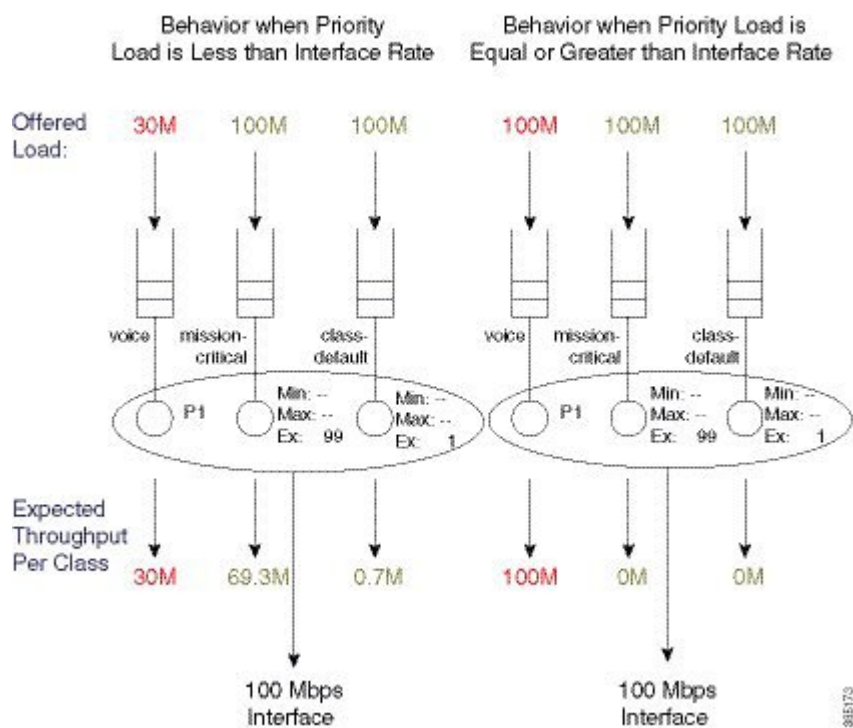 Behavior when Priority
Load is Less than Interface Rate
Behavior when Priority Load is
Equal or Greater than Interface Rate
Offered
Load:
30M 100M 100M 100M 100M 100M
voice
mission-
critical
class-
default
voice
mission-
critical
class-
default
P1
Min: --
Max: --
Ex: 99
Min: --
Max: --
Ex: 1
P1
Min: --
Max: --
Ex: 99
Min: --
Max: --
Ex: 1
Expected
Throughput
Per Class
30M 69.3M 0.7M 100M 0M 0M
100 Mbps
Interface
100 Mbps
Interface